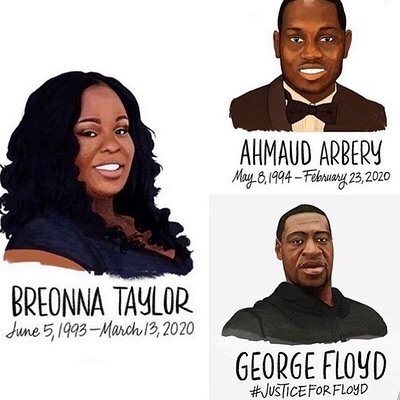 AHMAUD ARBERY
May 8, 1994 – February 23, 2020
BREONNA TAYLOR
June 5, 1993 – March 13, 2020
GEORGE FLOYD
#JUSTICEFORFLOYD